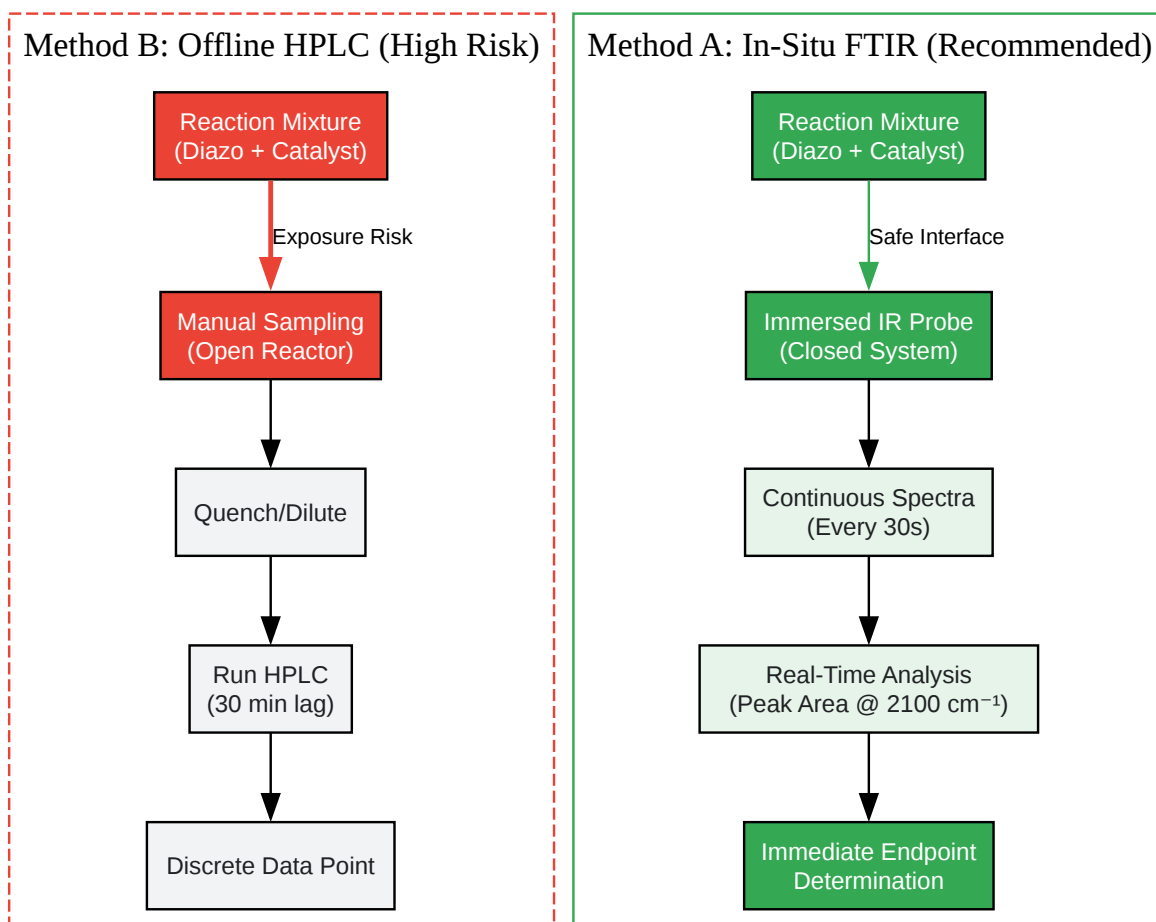 Method B: Offline HPLC (High Risk)
Reaction Mixture
(Diazo + Catalyst)
Exposure Risk
Manual Sampling
(Open Reactor)
Quench/Dilute
Run HPLC
(30 min lag)
Discrete Data Point
Method A: In-Situ FTIR (Recommended)
Reaction Mixture
(Diazo + Catalyst)
Safe Interface
Immersed IR Probe
(Closed System)
Continuous Spectra
(Every 30s)
Real-Time Analysis
(Peak Area @ 2100 cm⁻¹)
Immediate Endpoint
Determination